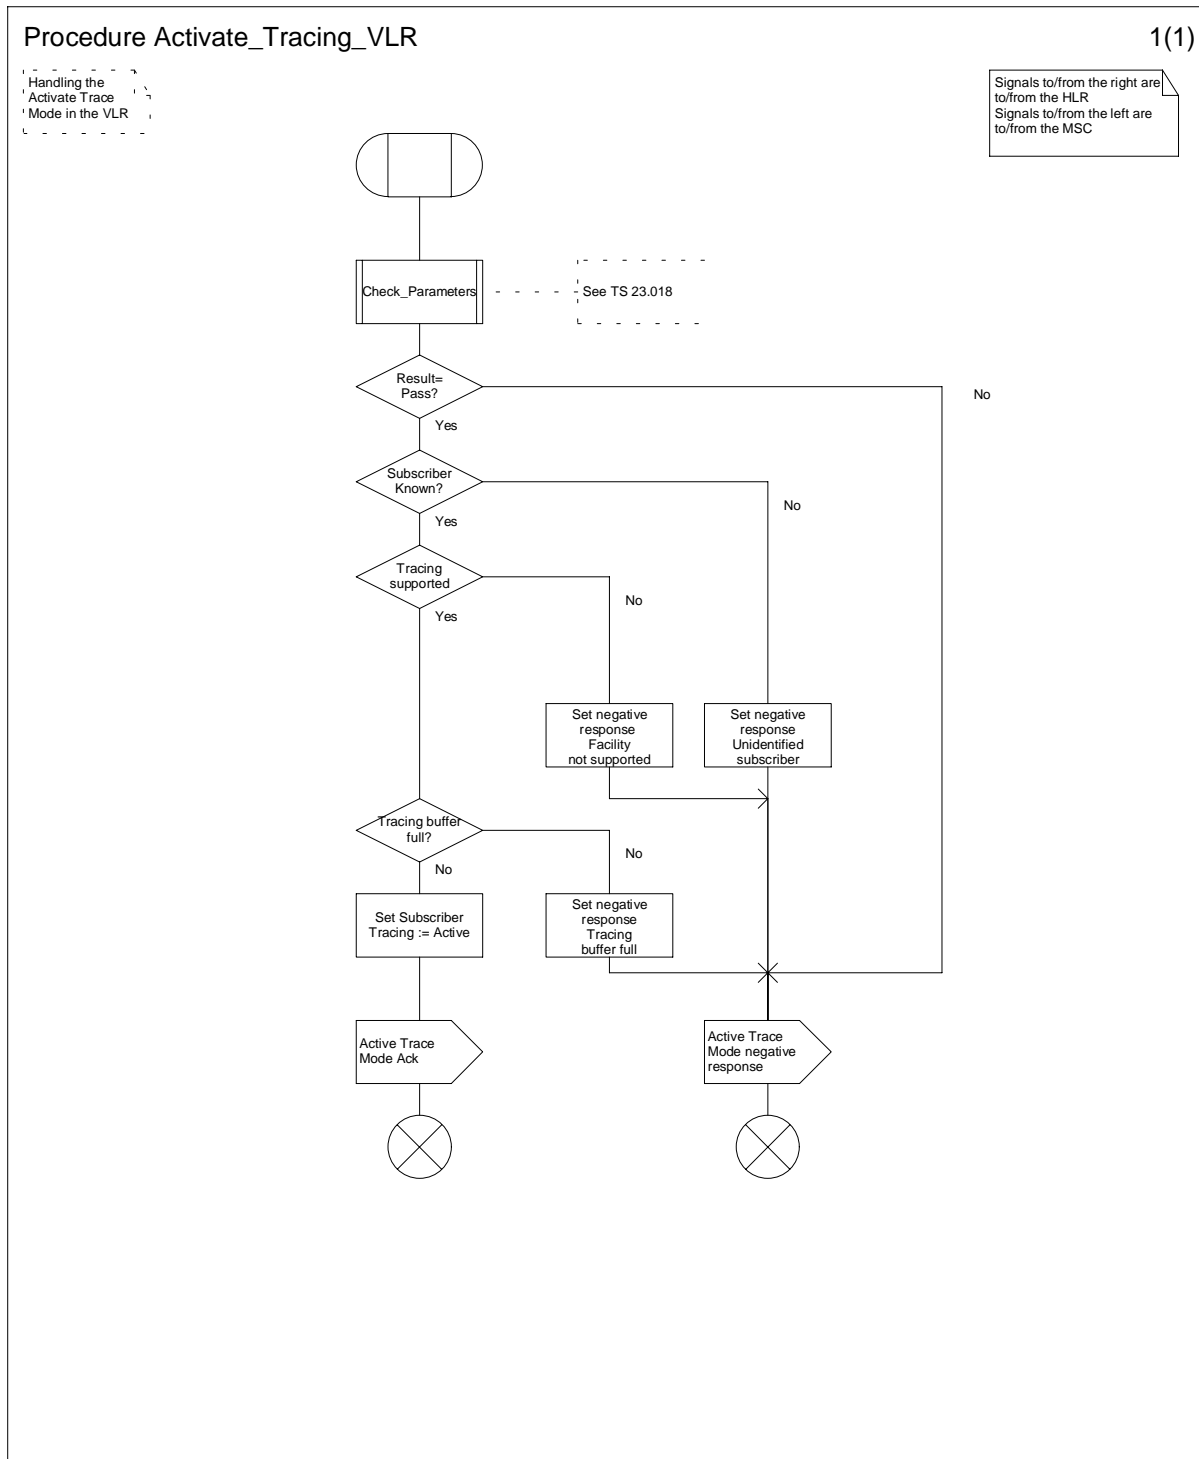 Procedure Activate_Tracing_VLR
1(1)
Handling the
Activate Trace
Mode in the VLR
Signals to/from the right are
to/from the HLR
Signals to/from the left are
to/from the MSC
Check_Parameters
See TS 23.018
Result=
Pass?
No
Yes
Subscriber
Known?
No
Yes
Tracing
supported
No
Yes
Set negative
response
Facility
not supported
Set negative
response
Unidentified
subscriber
Tracing buffer
full?
No
No
Set Subscriber
Tracing := Active
Set negative
response
Tracing
buffer full
Active Trace
Mode Ack
Active Trace
Mode negative
response